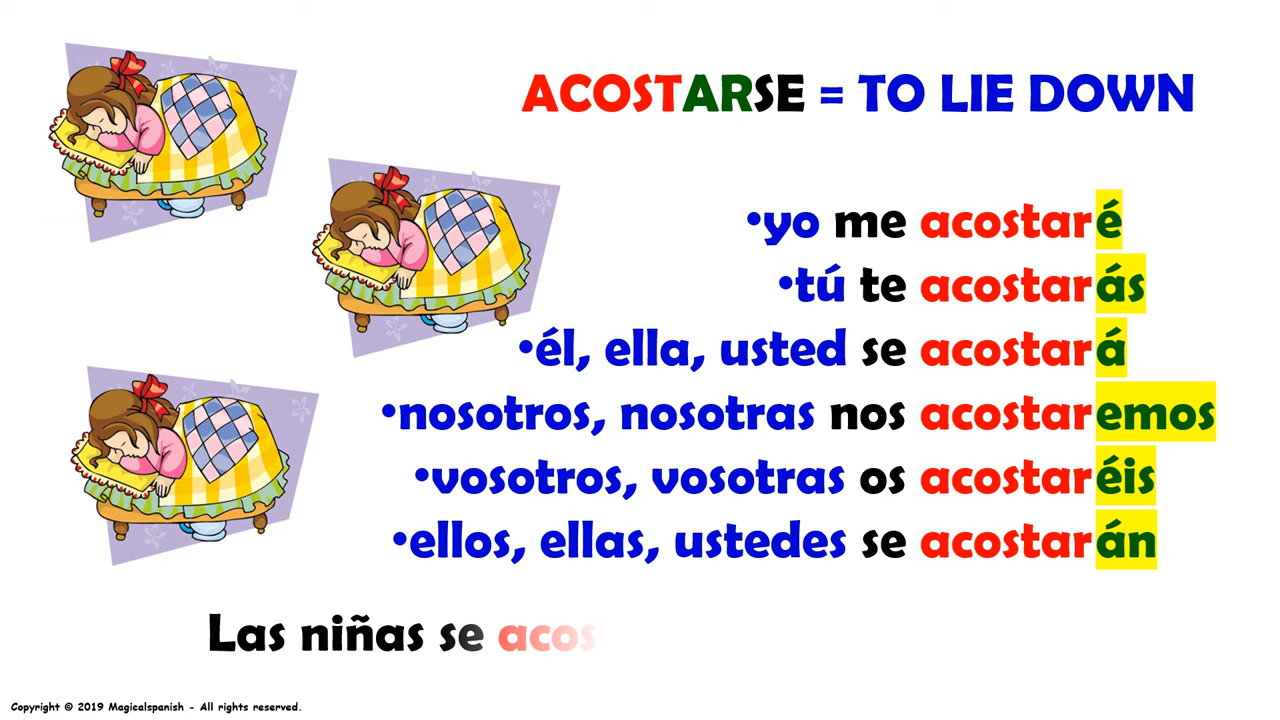 ACOSTARSE = TO LIE DOWN
•yo me acostaré
•tú te acostarás
•él, ella, usted se acostará
•nosotros, nosotras nos acostaremos
•vosotros, vosotras os acostaréis
•ellos, ellas, ustedes se acostarán
Las niñas se acos
Copyright © 2019 Magicalspanish - All rights reserved.